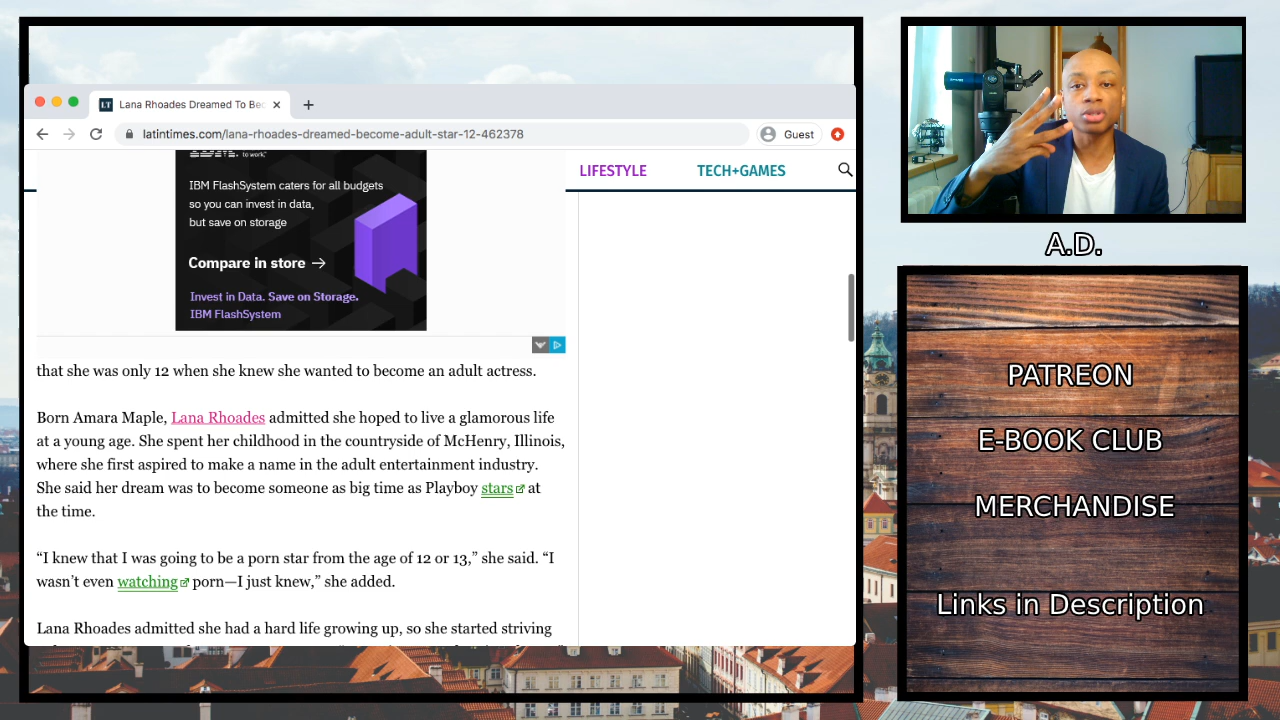 Lana Rhoades Dreamed To Bec
latintimes.com/lana-rhoades-dreamed-become-adult-star-12-462378
Guest
to work.
LIFESTYLE
TECH+GAMES
IBM FlashSystem caters for all budgets
so you can invest in data,
but save on storage
Compare in store →
Invest in Data. Save on Storage.
IBM FlashSystem
that she was only 12 when she knew she wanted to become an adult actress.
Born Amara Maple, Lana Rhoades admitted she hoped to live a glamorous life
at a young age. She spent her childhood in the countryside of McHenry, Illinois,
where she first aspired to make a name in the adult entertainment industry.
She said her dream was to become someone as big time as Playboy stars at
the time.
“I knew that I was going to be a porn star from the age of 12 or 13,” she said. “I
wasn’t even watching porn—I just knew,” she added.
Lana Rhoades admitted she had a hard life growing up, so she started striving
A.D.
PATREON
E-BOOK CLUB
MERCHANDISE
Links in Description